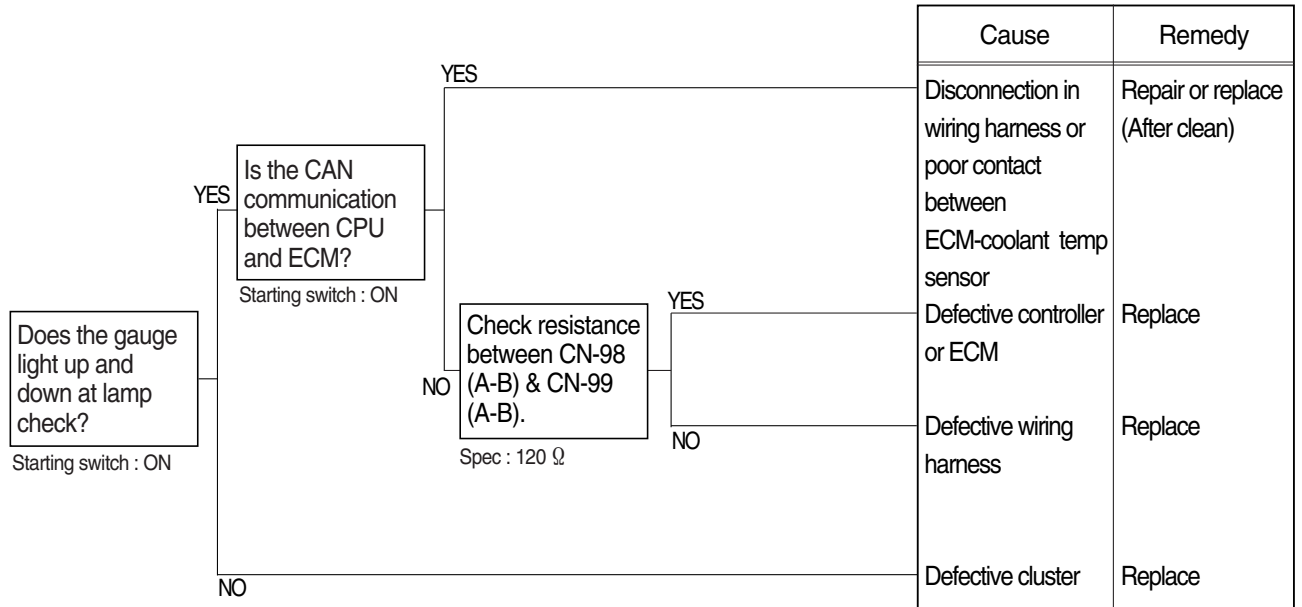 Cause
Remedy
YES
Disconnection in
wiring harness or
poor contact
between
ECM-coolant temp
sensor
Repair or replace
(After clean)
YES
Is the CAN
communication
between CPU
and ECM?
Starting switch : ON
YES
Defective controller
or ECM
Replace
Does the gauge
light up and
down at lamp
check?
Starting switch : ON
NO
Check resistance
between CN-98
(A-B) & CN-99
(A-B).
Spec : 120 Ω
NO
Defective wiring
harness
Replace
NO
Defective cluster
Replace